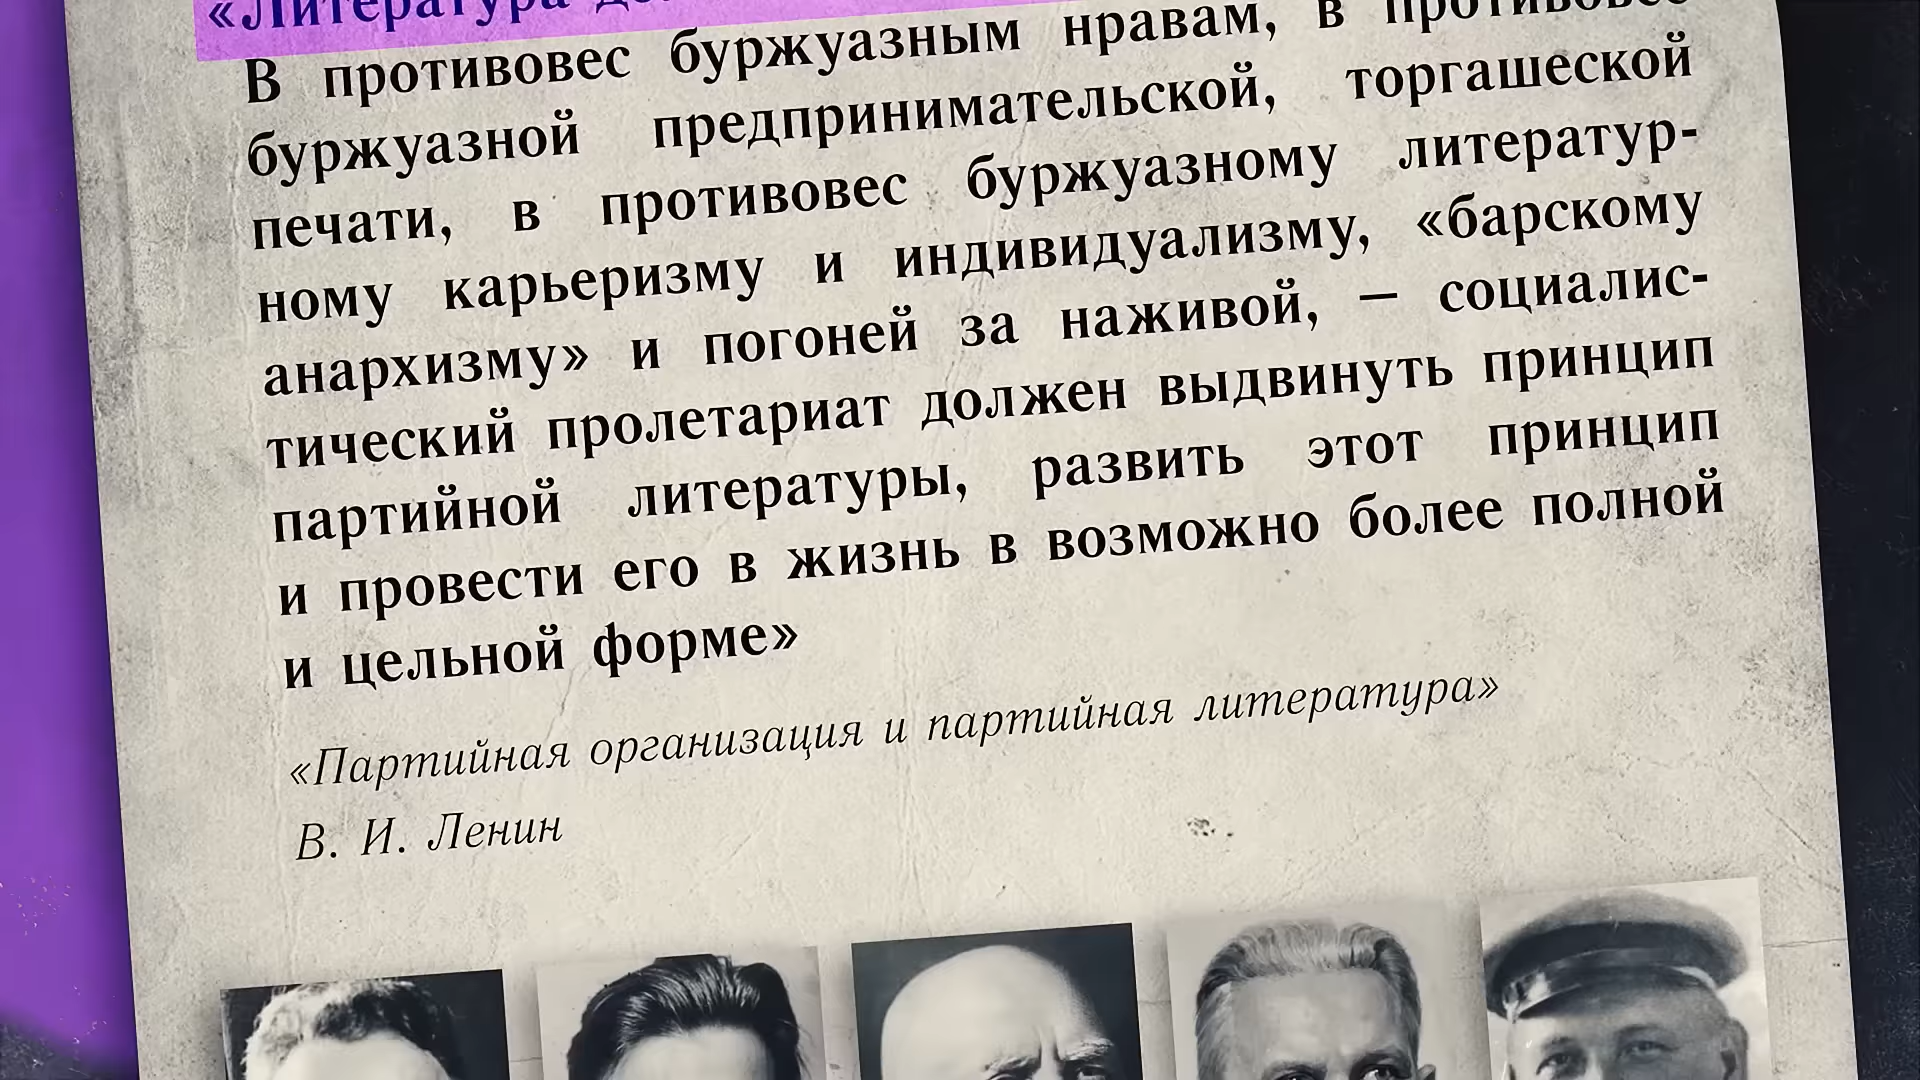 «Литература
В противовес буржуазным нравам, в противовес
буржуазной предпринимательской, торгашеской
печати, в противовес буржуазному литератур-
ному карьеризму и индивидуализму, «барскому
анархизму» и погоней за наживой, — социалис-
тический пролетариат должен выдвинуть принцип
партийной литературы, развить этот принцип
и провести его в жизнь в возможно более полной
и цельной форме»
«Партийная организация и партийная литература»
В. И. Ленин